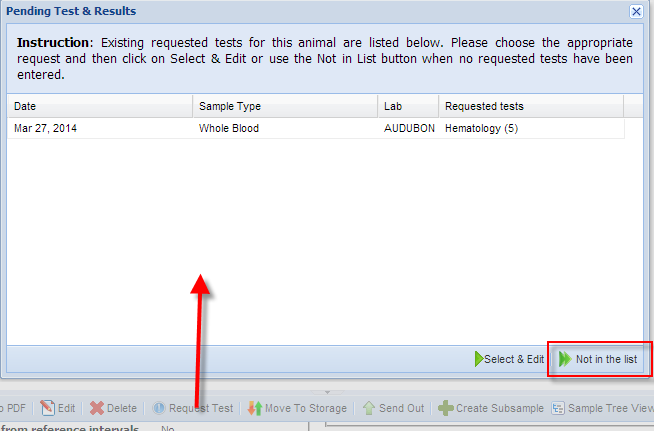 Pending Test & Results
Instruction: Existing requested tests for this animal are listed below. Please choose the appropriate
request and then click on Select & Edit or use the Not in List button when no requested tests have been
entered.
Date Sample Type Lab Requested tests
Mar 27, 2014 Whole Blood AUDUBON Hematology (5)
Select & Edit Not in the list
o PDF Edit Delete Request Test Move To Storage Send Out Create Subsample Sample Tree View
from reference intervals No